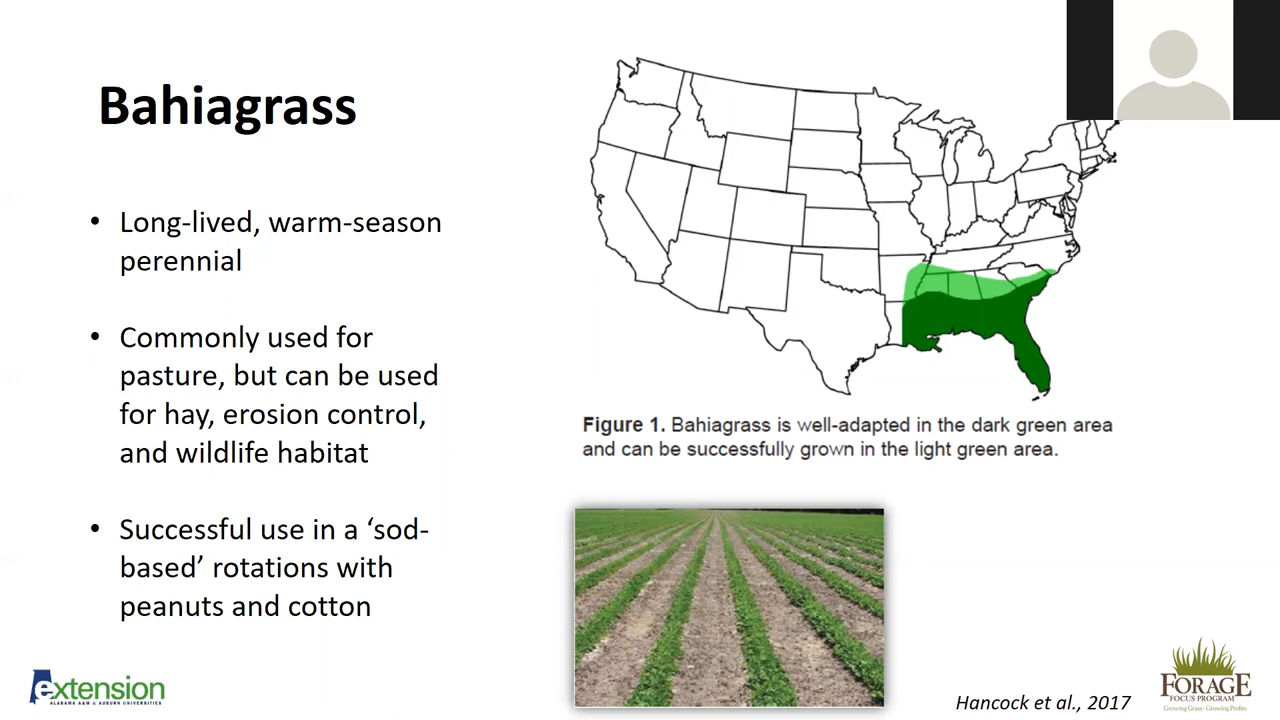 Bahiagrass
• Long-lived, warm-season
perennial
• Commonly used for
pasture, but can be used
for hay, erosion control,
and wildlife habitat
• Successful use in a ‘sod-
based’ rotations with
peanuts and cotton
Figure 1. Bahiagrass is well-adapted in the dark green area
and can be successfully grown in the light green area.
extension
ALABAMA A&M & AUBURN UNIVERSITIES
Hancock et al., 2017
FORAGE
FOCUS PROGRAM
Growing Grass · Growing Profits